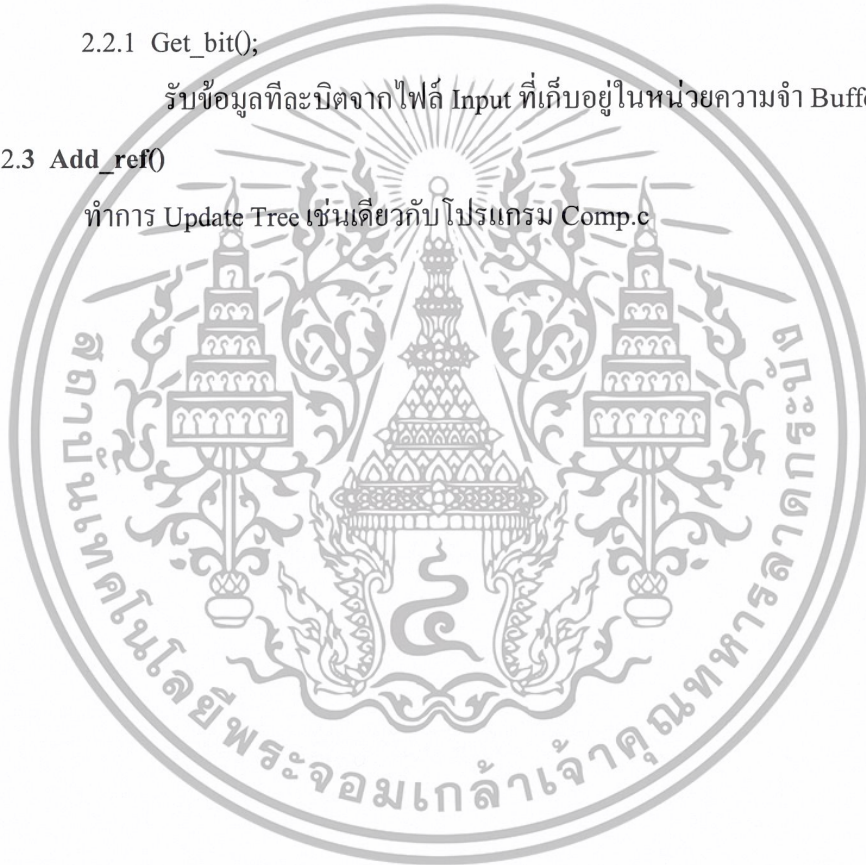 2.2.1 Get_bit();
รับข้อมูลทีละบิตจากไฟล์ Input ที่เก็บอยู่ในหน่วยความจำ Buffe
2.3 Add_ref()
ทำการ Update Tree เช่นเดียวกับโปรแกรม Comp.c
สถาบันเทคโนโลยีพระจอมเกล้าเจ้าคุณทหารลาดกระบัง